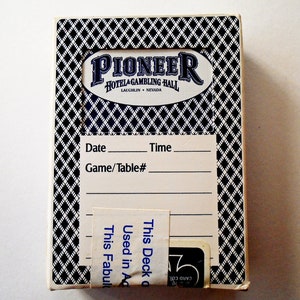 PIONEER
HOTEL & GAMBLING HALL
LAUGHLIN • NEVADA
Date Time
Game/Table#
This Deck
Used in
This Fabul